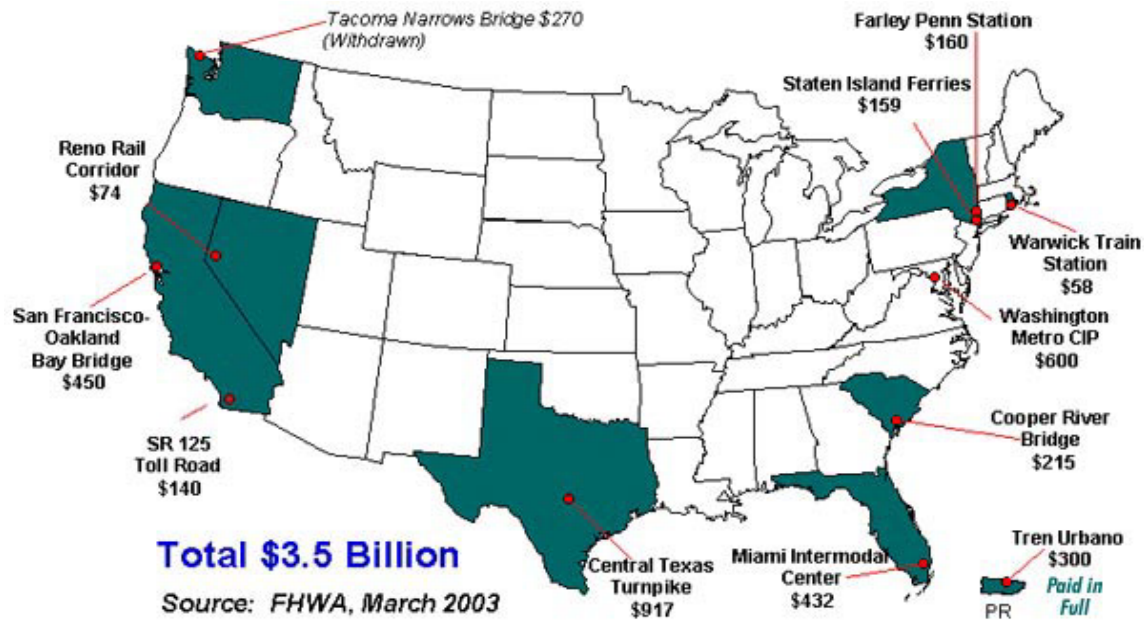 Tacoma Narrows Bridge $270
(Withdrawn)
Farley Penn Station
$160
Staten Island Ferries
$159
Reno Rail
Corridor
$74
Warwick Train
Station
$58
San Francisco-
Oakland
Bay Bridge
$450
Washington
Metro CIP
$600
SR 125
Toll Road
$140
Cooper River
Bridge
$215
Total $3.5 Billion
Source: FHWA, March 2003
Central Texas
Turnpike
$917
Miami Intermodal
Center
$432
Tren Urbano
$300
PR
Paid in
Full